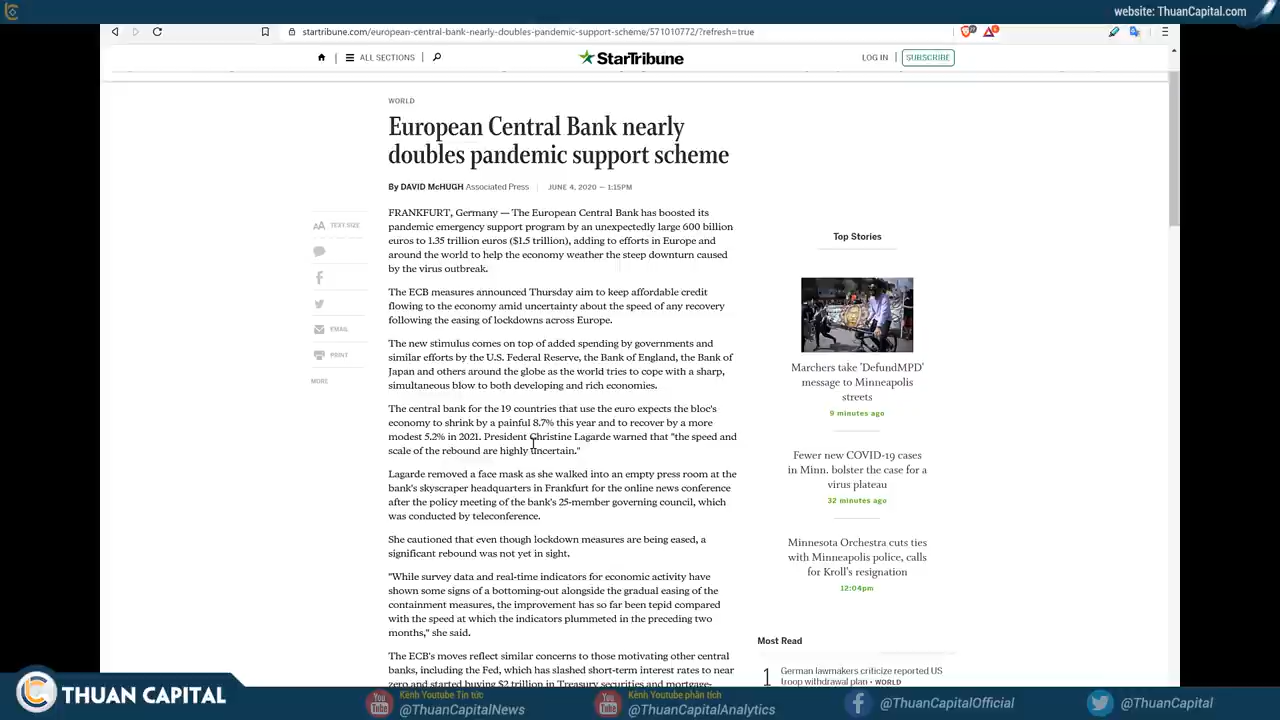 website: www.ThuanCapital.com
startribune.com/european-central-bank-nearly-doubles-pandemic-support-scheme/571010772/?refresh=true
ALL SECTIONS
StarTribune
LOG IN
SUBSCRIBE
WORLD
European Central Bank nearly
doubles pandemic support scheme
By DAVID McHUGH Associated Press
JUNE 4, 2020 — 1:15PM
TEXT SIZE
EMAIL
PRINT
MORE
FRANKFURT, Germany — The European Central Bank has boosted its
pandemic emergency support program by an unexpectedly large 600 billion
euros to 1.35 trillion euros ($1.5 trillion), adding to efforts in Europe and
around the world to help the economy weather the steep downturn caused
by the virus outbreak.
The ECB measures announced Thursday aim to keep affordable credit
flowing to the economy amid uncertainty about the speed of any recovery
following the easing of lockdowns across Europe.
The new stimulus comes on top of added spending by governments and
similar efforts by the U.S. Federal Reserve, the Bank of England, the Bank of
Japan and others around the globe as the world tries to cope with a sharp,
simultaneous blow to both developing and rich economies.
The central bank for the 19 countries that use the euro expects the bloc's
economy to shrink by a painful 8.7% this year and to recover by a more
modest 5.2% in 2021. President Christine Lagarde warned that "the speed and
scale of the rebound are highly uncertain."
Lagarde removed a face mask as she walked into an empty press room at the
bank's skyscraper headquarters in Frankfurt for the online news conference
after the policy meeting of the bank's 25-member governing council, which
was conducted by teleconference.
She cautioned that even though lockdown measures are being eased, a
significant rebound was not yet in sight.
"While survey data and real-time indicators for economic activity have
shown some signs of a bottoming-out alongside the gradual easing of the
containment measures, the improvement has so far been tepid compared
with the speed at which the indicators plummeted in the preceding two
months," she said.
The ECB's moves reflect similar concerns to those motivating other central
banks, including the Fed, which has slashed short-term interest rates to near
zero and started buying $2 trillion in Treasury securities and mortgage-
Top Stories
Marchers take 'DefundMPD'
message to Minneapolis
streets
9 minutes ago
Fewer new COVID-19 cases
in Minn. bolster the case for a
virus plateau
32 minutes ago
Minnesota Orchestra cuts ties
with Minneapolis police, calls
for Kroll's resignation
12:04pm
Most Read
1 German lawmakers criticize reported US
troop withdrawal plan • WORLD
THUAN CAPITAL
Kênh Youtube Tin tức
@ThuanCapitalNews
Kênh Youtube phân tích
@ThuanCapitalAnalytics
@ThuanCapitalOfficial
@ThuanCapital